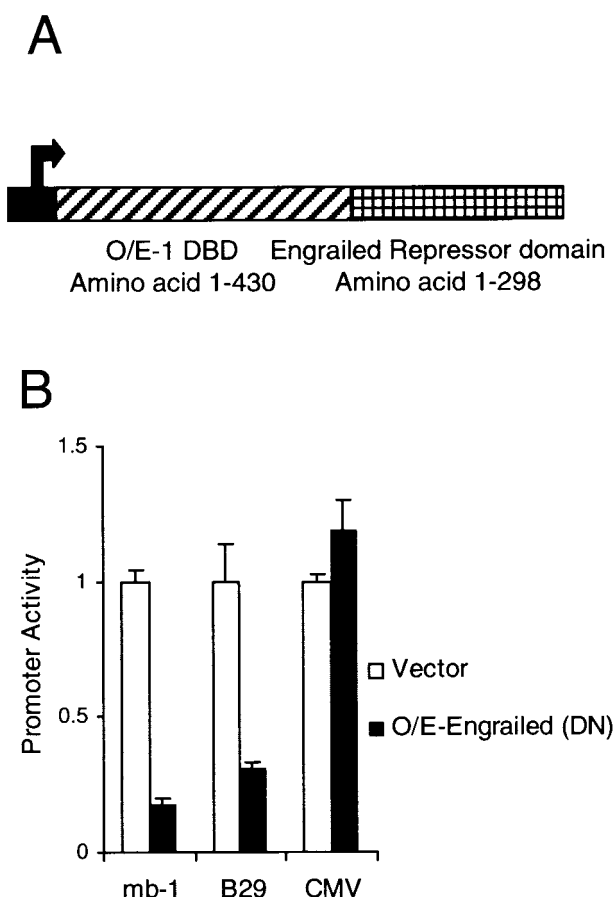 A
O/E-1 DBD Engrailed Repressor domain
Amino acid 1-430 Amino acid 1-298
B
1.5
1
0.5
0
Promoter Activity
Vector
O/E-Engrailed (DN)
mb-1 B29 CMV